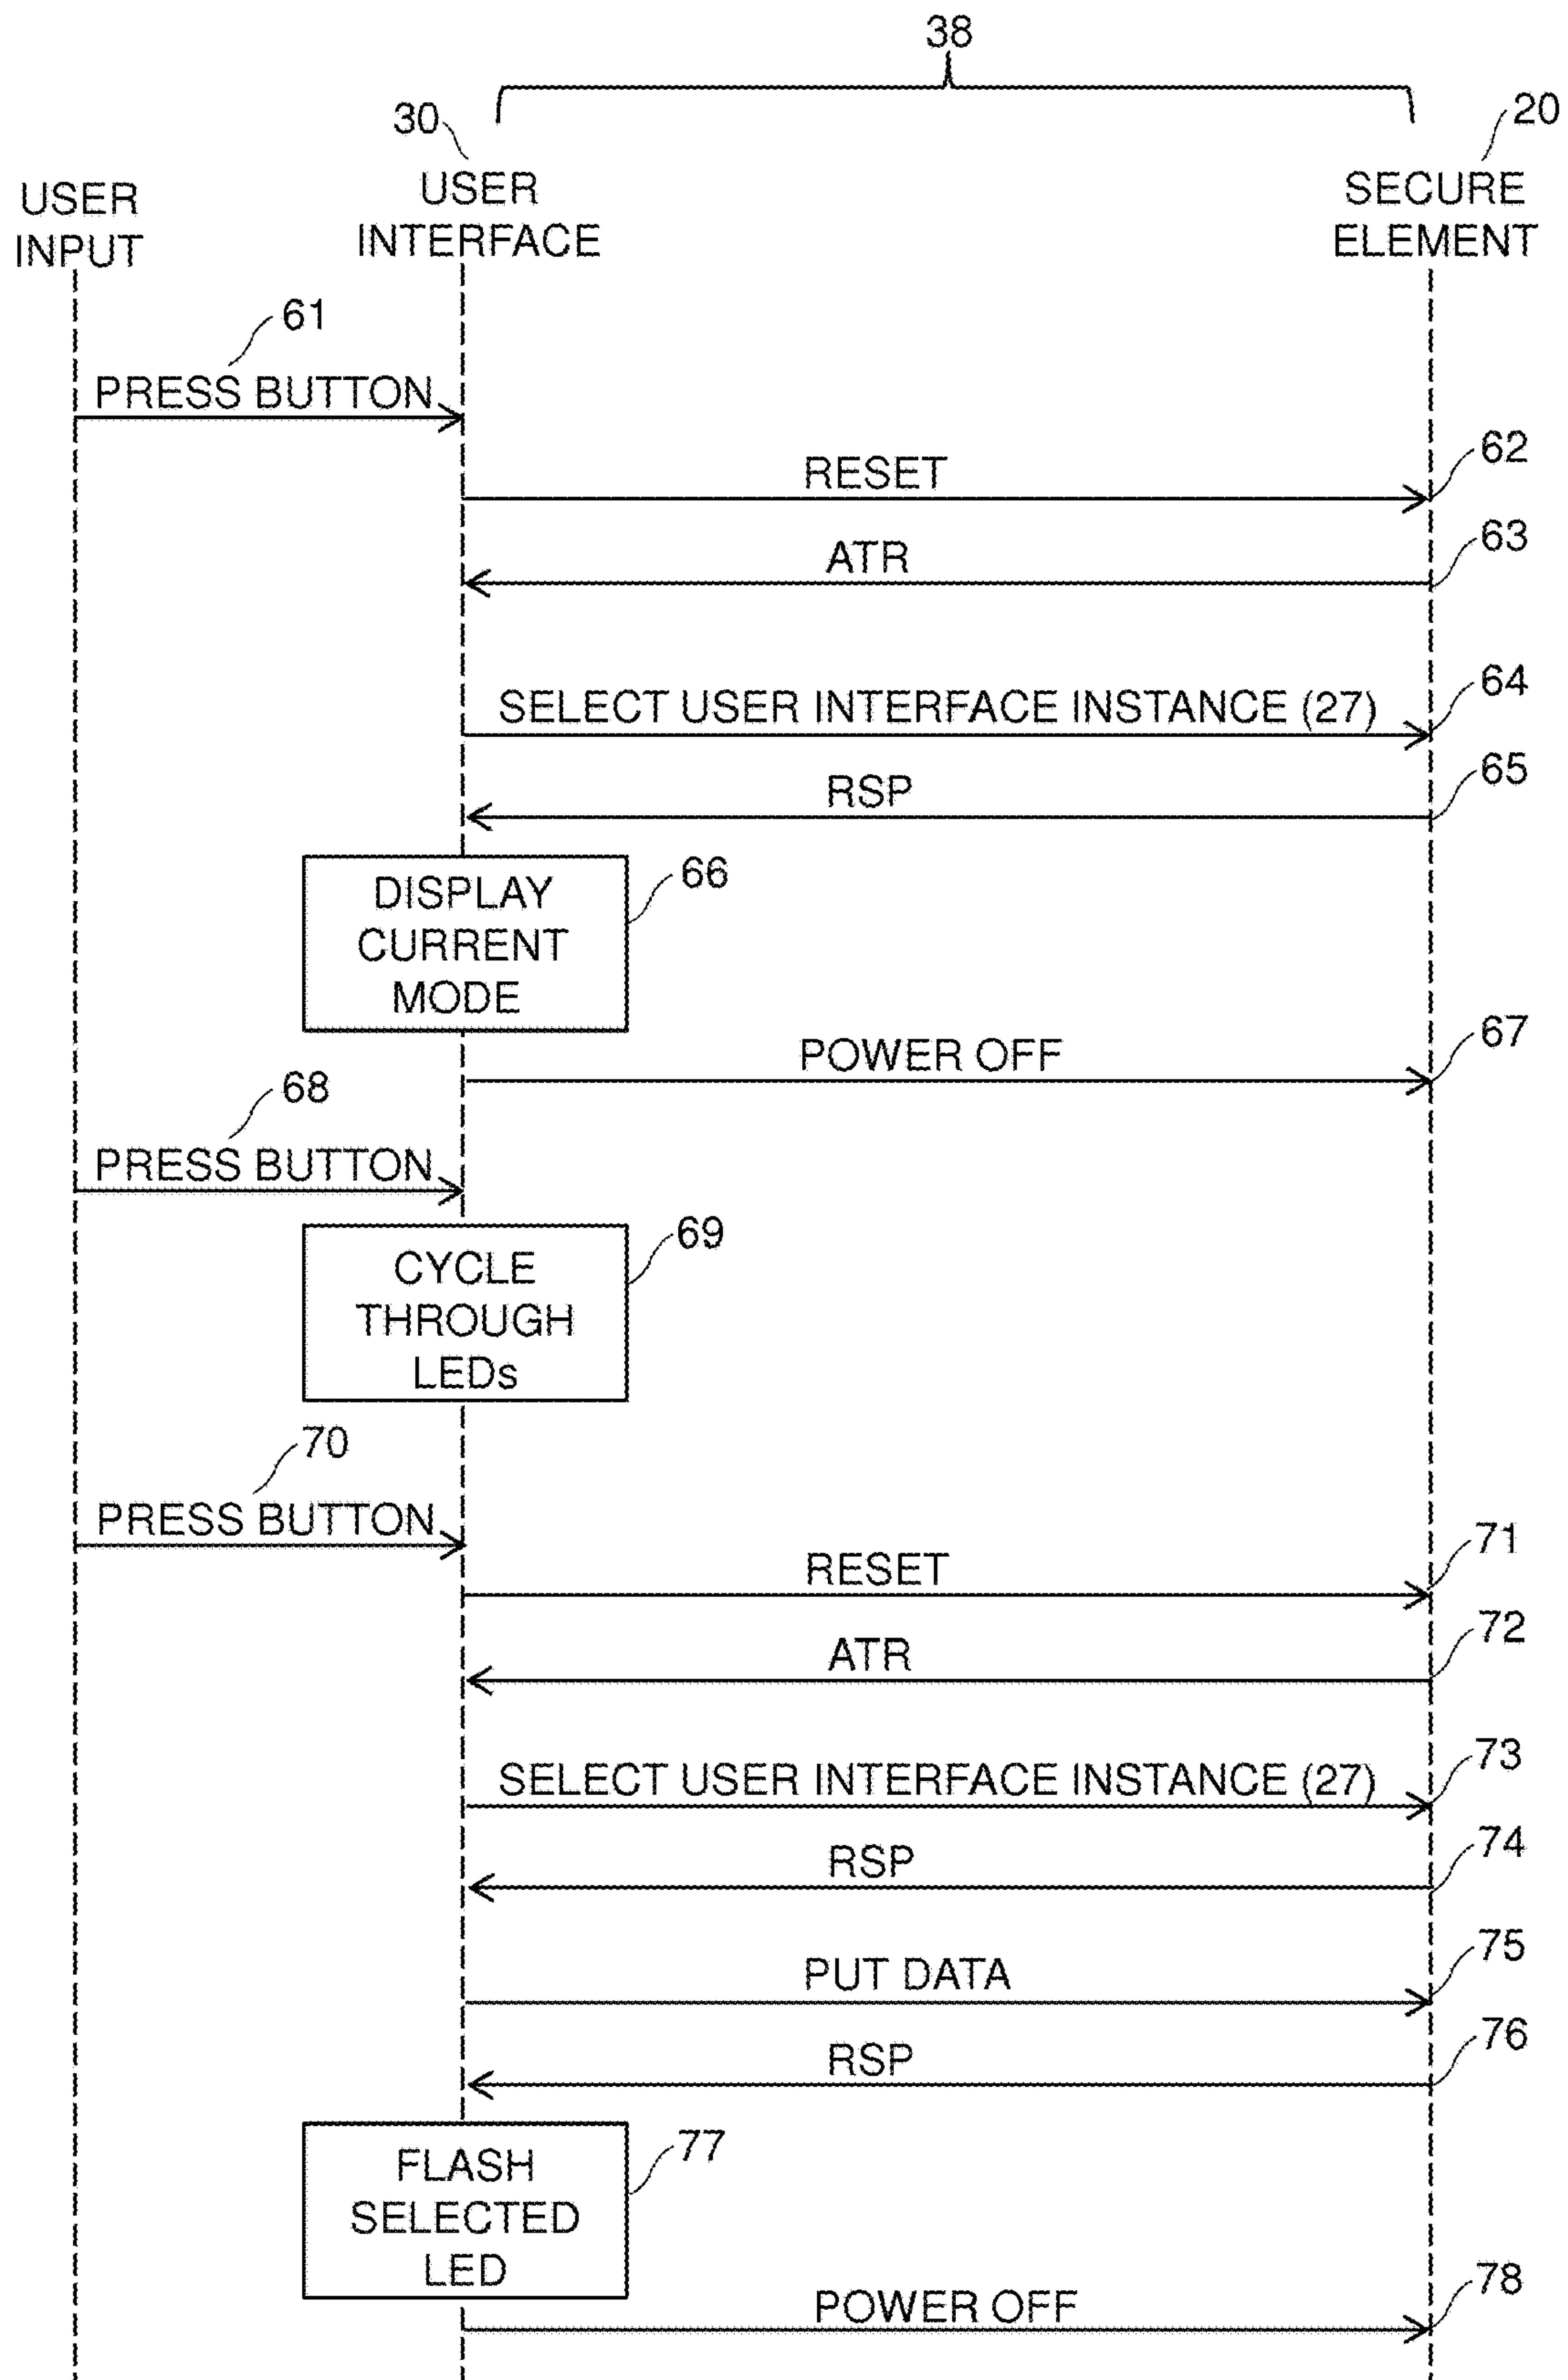 38
30
20
USER
INPUT
USER
INTERFACE
SECURE
ELEMENT
61
PRESS BUTTON
62
RESET
63
ATR
64
SELECT USER INTERFACE INSTANCE (27)
65
RSP
66
DISPLAY
CURRENT
MODE
67
POWER OFF
68
PRESS BUTTON
69
CYCLE
THROUGH
LEDs
70
PRESS BUTTON
71
RESET
72
ATR
73
SELECT USER INTERFACE INSTANCE (27)
74
RSP
75
PUT DATA
76
RSP
77
FLASH
SELECTED
LED
78
POWER OFF